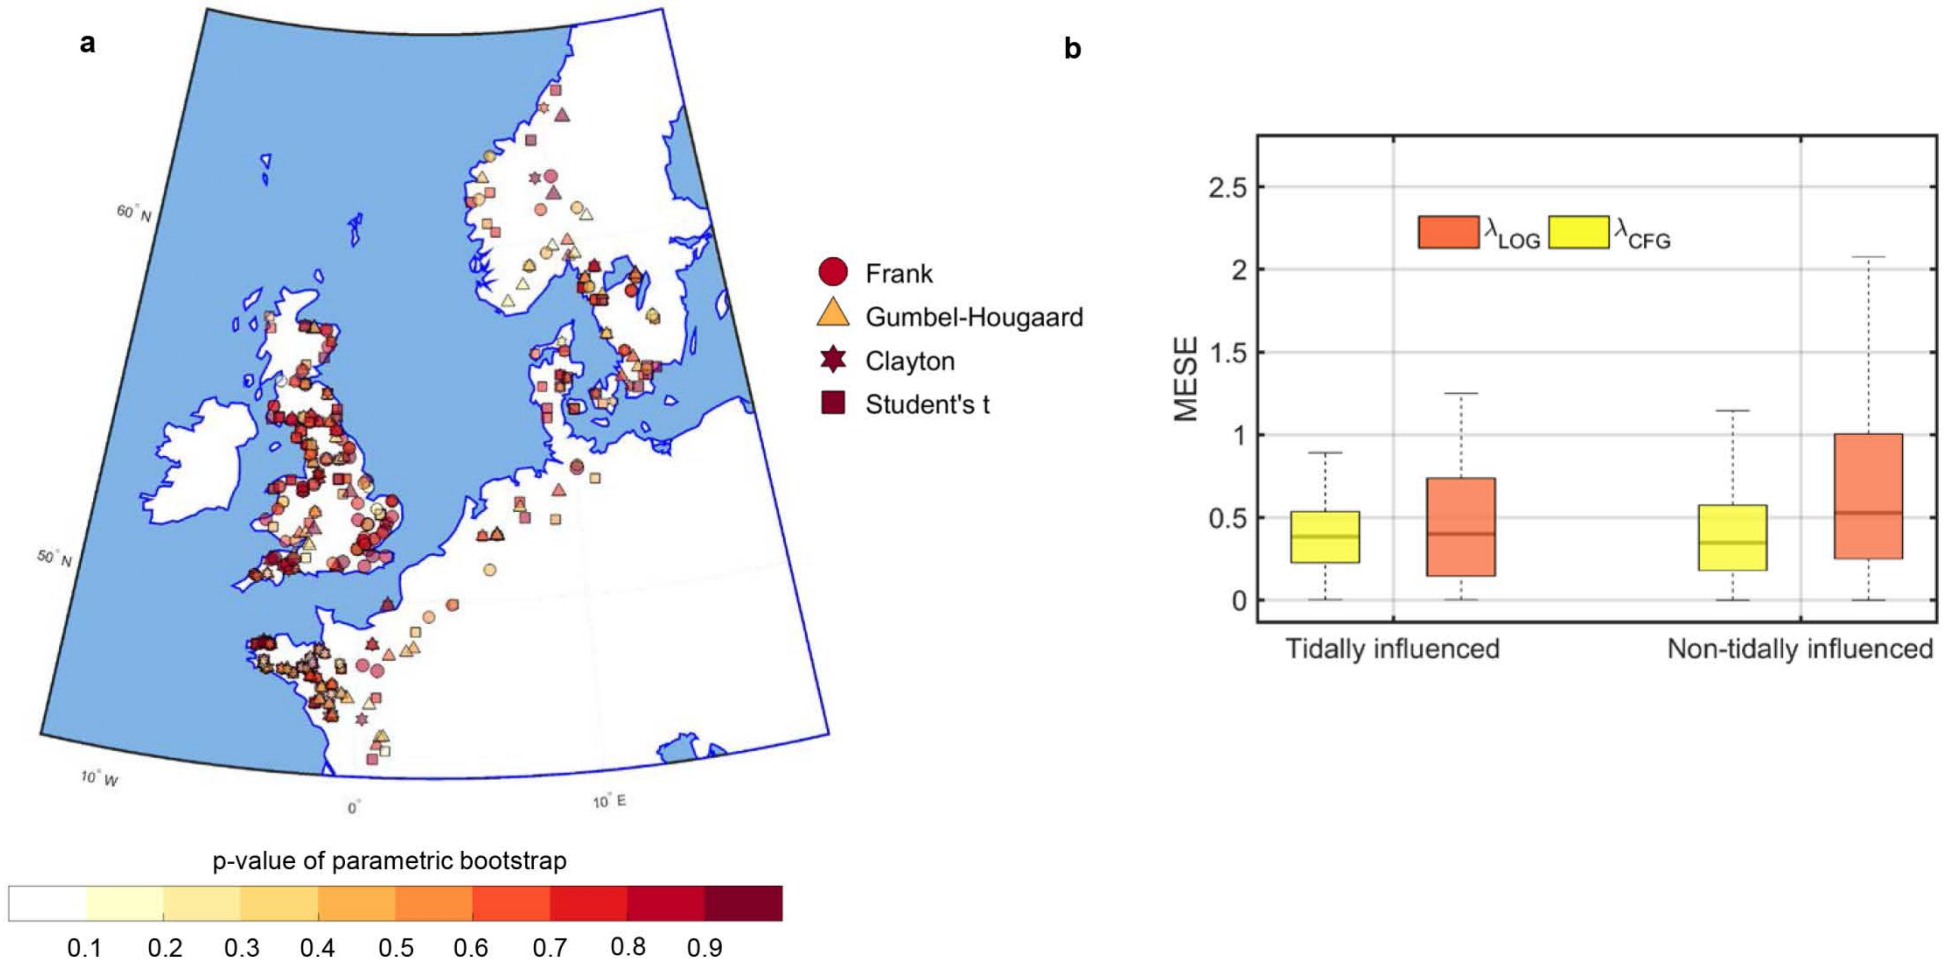 a
60° N
50° N
10° W
0°
10° E
Frank
Gumbel-Hougaard
Clayton
Student's t
p-value of parametric bootstrap
0.1 0.2 0.3 0.4 0.5 0.6 0.7 0.8 0.9
b
MESE
2.5
2
1.5
1
0.5
0
λLOG λCFG
Tidally influenced Non-tidally influenced